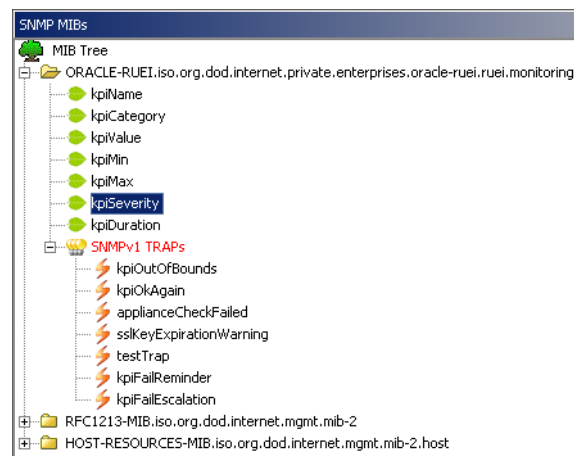 SNMP MIBs
MIB Tree
ORACLE-RUEI.iso.org.dod.internet.private.enterprises.oracle-ruei.ruei.monitoring
kpiName
kpiCategory
kpiValue
kpiMin
kpiMax
kpiSeverity
kpiDuration
SNMPv1 TRAPs
kpiOutOfBounds
kpiOkAgain
applianceCheckFailed
sslKeyExpirationWarning
testTrap
kpiFailReminder
kpiFailEscalation
RFC1213-MIB.iso.org.dod.internet.mgmt.mib-2
HOST-RESOURCES-MIB.iso.org.dod.internet.mgmt.mib-2.host